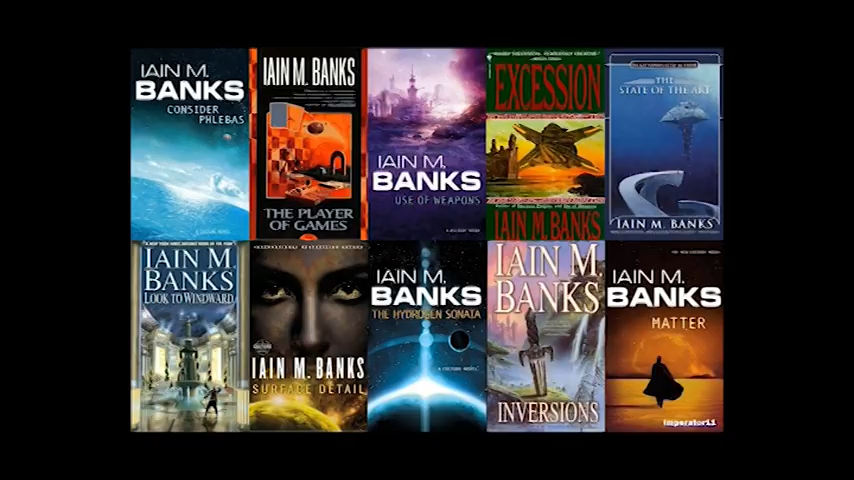 IAIN M.
BANKS
CONSIDER
PHLEBAS
IAIN M. BANKS
THE PLAYER
OF GAMES
IAIN M.
BANKS
USE OF WEAPONS
EXCESSION
IAIN M. BANKS
THE
STATE OF THE ART
IAIN M. BANKS
IAIN M.
BANKS
LOOK TO WINDWARD
IAIN M. BANKS
SURFACE DETAIL
IAIN M.
BANKS
THE HYDROGEN SONATA
A CULTURE NOVEL
IAIN M.
BANKS
INVERSIONS
IAIN M.
BANKS
MATTER
Imperator11